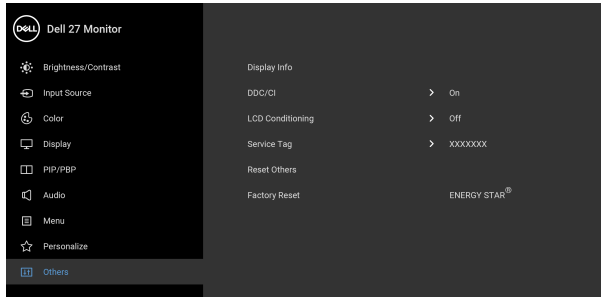 DELL Dell 27 Monitor
Brightness/Contrast Display Info
Input Source DDC/CI On
Color LCD Conditioning Off
Display Service Tag XXXXXXX
PIP/PBP Reset Others
Audio Factory Reset ENERGY STAR®
Menu
Personalize
Others